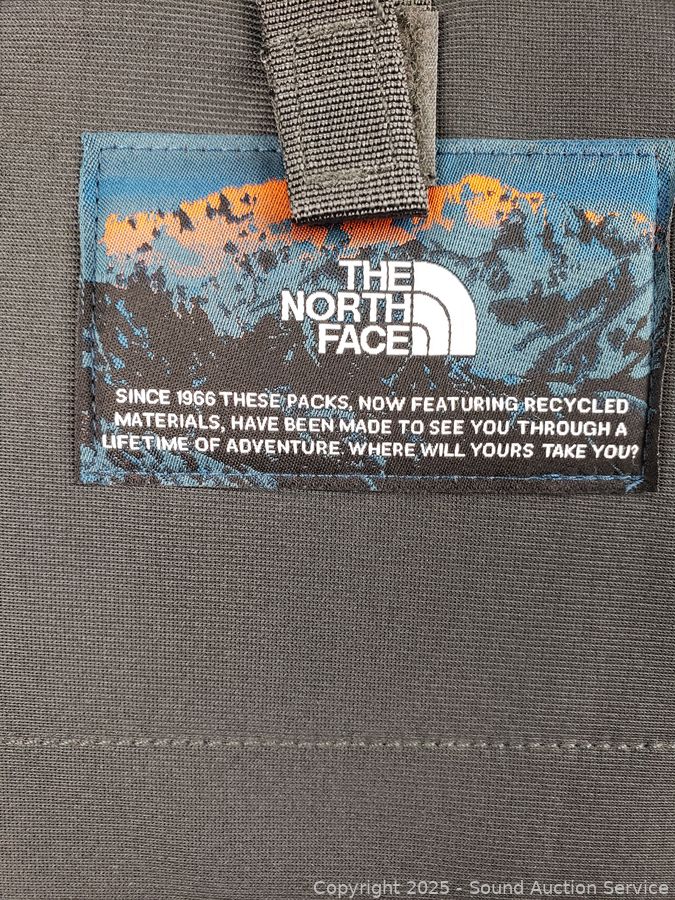 THE
NORTH
FACE
SINCE 1966 THESE PACKS, NOW FEATURING RECYCLED
MATERIALS, HAVE BEEN MADE TO SEE YOU THROUGH A
LIFETIME OF ADVENTURE. WHERE WILL YOURS TAKE YOU?
Copyright 2025 - Sound Auction Service